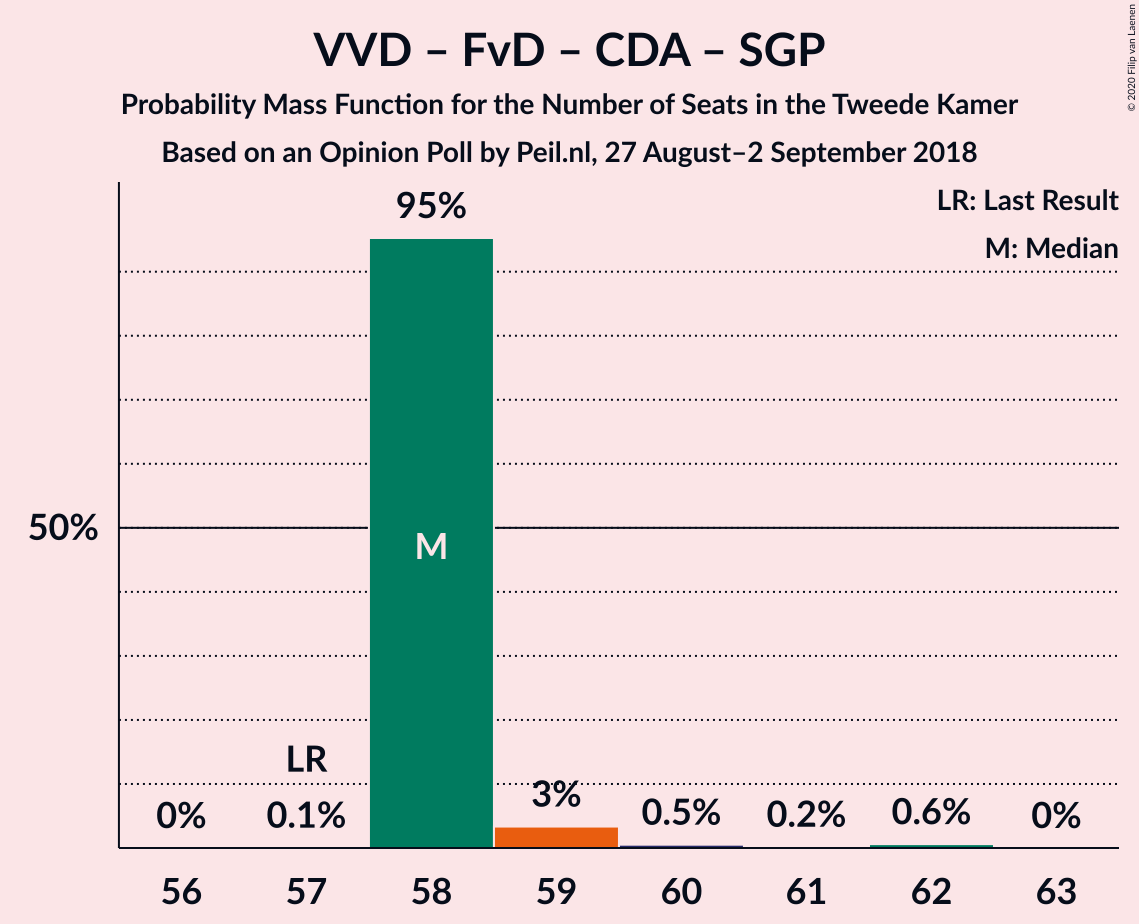 VVD – FvD – CDA – SGP
Probability Mass Function for the Number of Seats in the Tweede Kamer
Based on an Opinion Poll by Peil.nl, 27 August–2 September 2018
© 2020 Filip van Laenen
LR: Last Result
M: Median
95%
50%
M
LR
0% 0.1% 3% 0.5% 0.2% 0.6% 0%
56 57 58 59 60 61 62 63